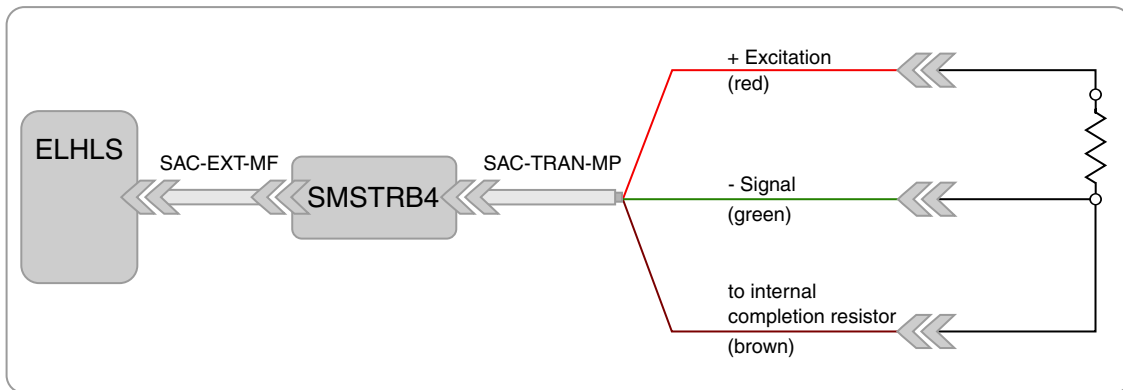 ELHLS
SAC-EXT-MF
SMSTRB4
SAC-TRAN-MP
+ Excitation
(red)
- Signal
(green)
to internal
completion resistor
(brown)